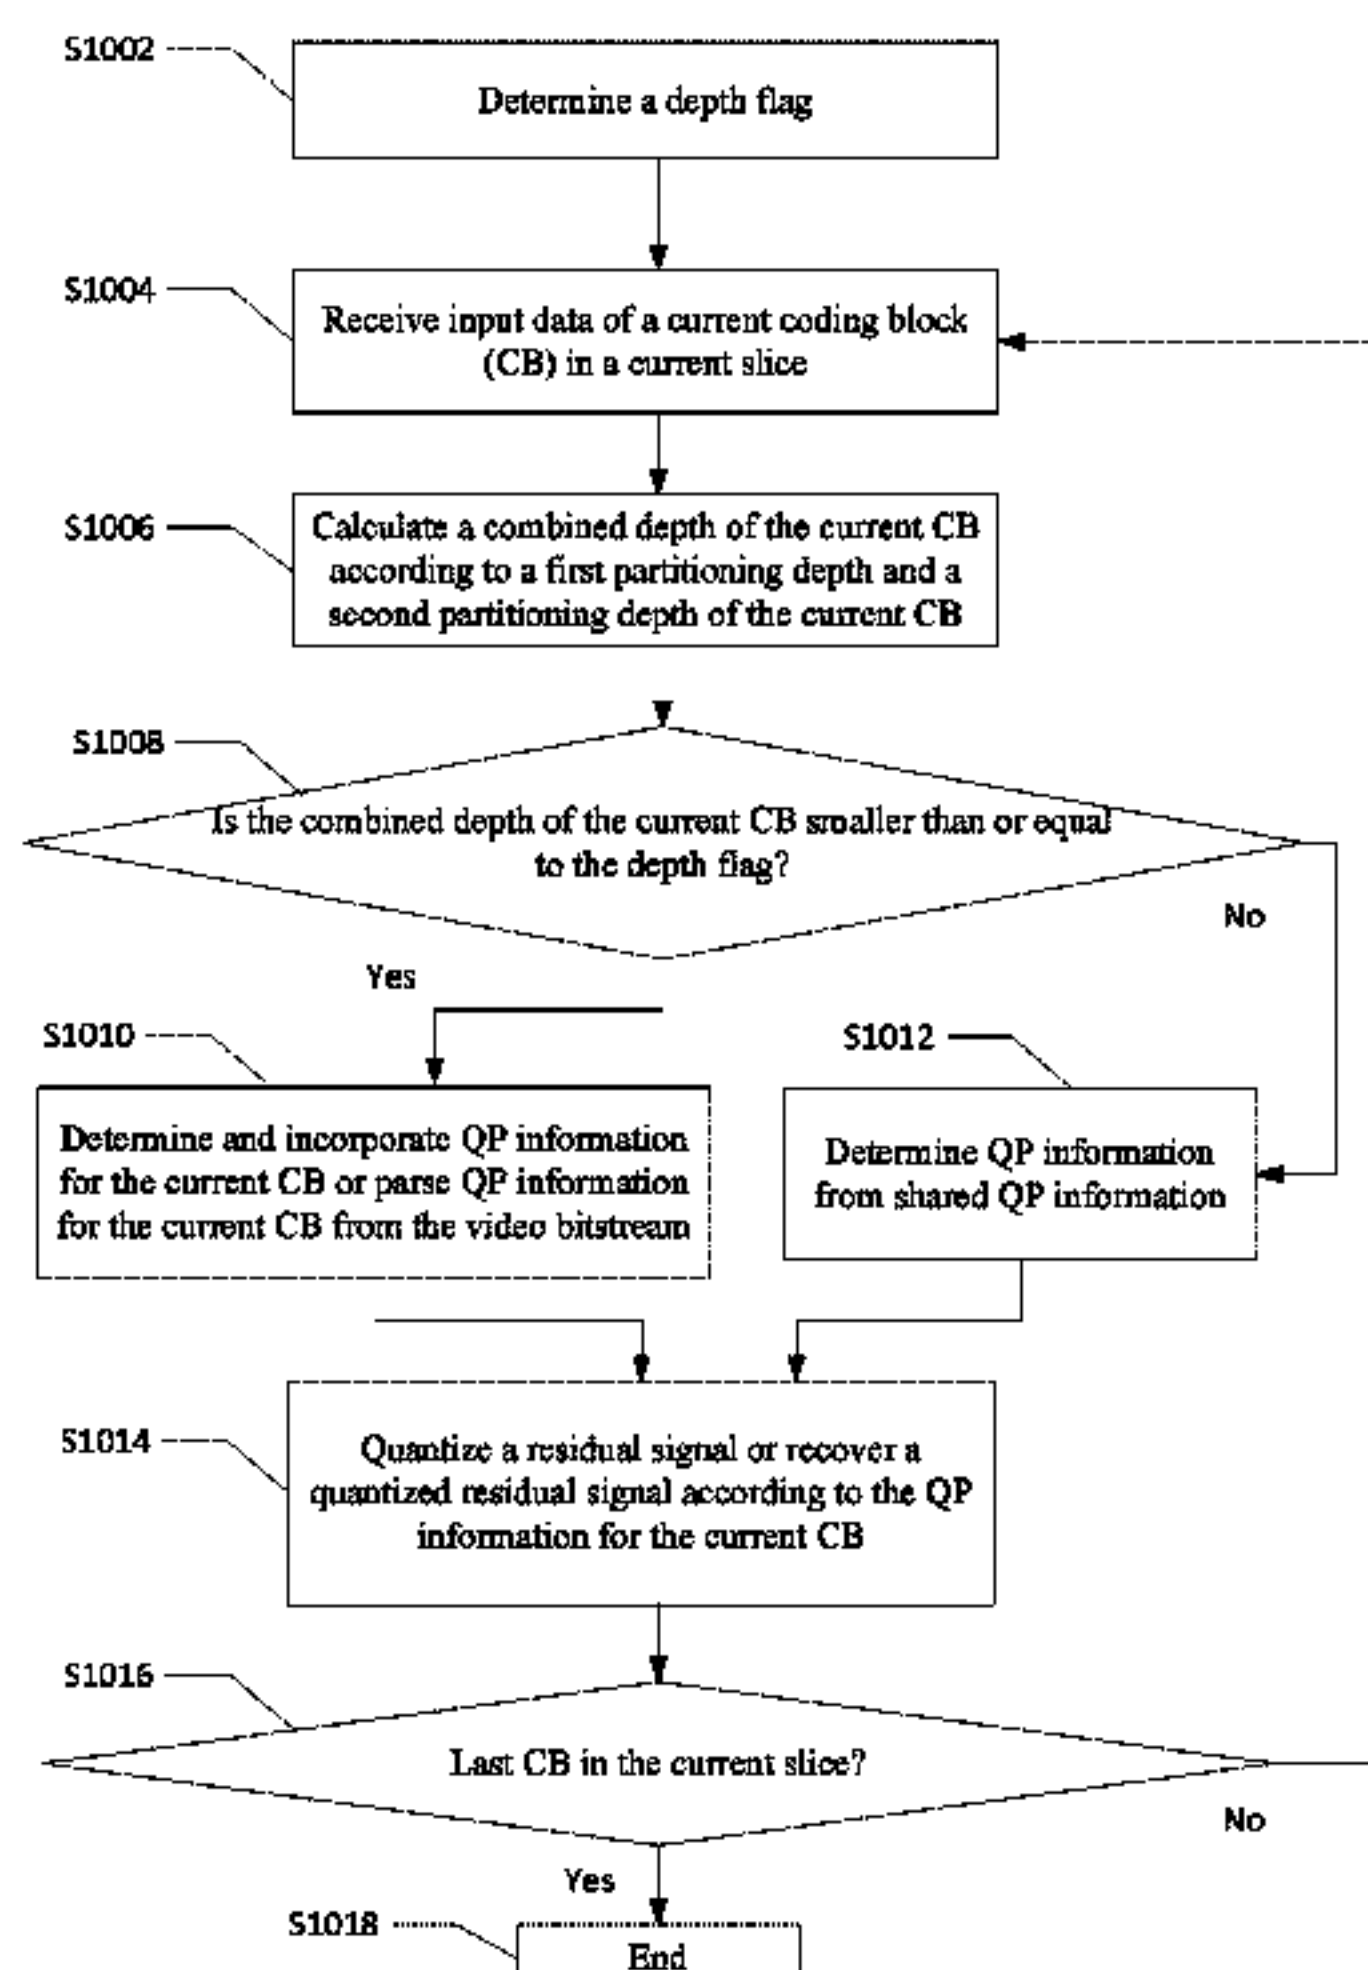 S1002
Determine a depth flag
S1004
Receive input data of a current coding block
(CB) in a current slice
S1006
Calculate a combined depth of the current CB
according to a first partitioning depth and a
second partitioning depth of the current CB
S1008
Is the combined depth of the current CB smaller than or equal
to the depth flag?
No
Yes
S1010
S1012
Determine and incorporate QP information
for the current CB or parse QP information
for the current CB from the video bitstream
Determine QP information
from shared QP information
S1014
Quantize a residual signal or recover a
quantized residual signal according to the QP
information for the current CB
S1016
Last CB in the current slice?
No
Yes
S1018
End